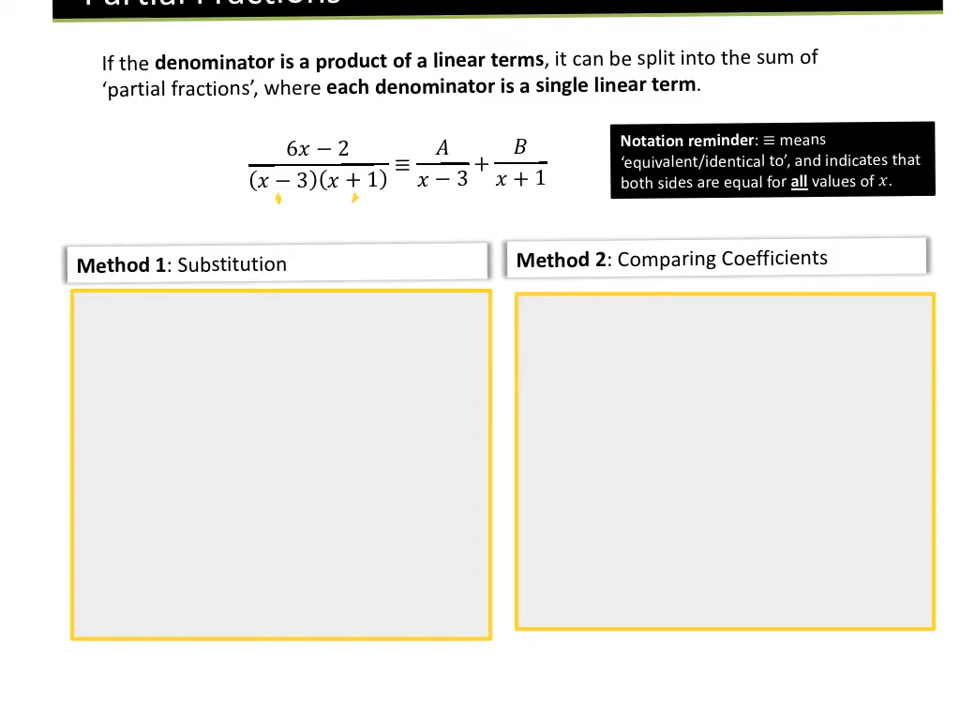 Partial Fractions
If the denominator is a product of a linear terms, it can be split into the sum of
‘partial fractions’, where each denominator is a single linear term.
6x − 2 / (x − 3)(x + 1) ≡ A / x − 3 + B / x + 1
Notation reminder: ≡ means
‘equivalent/identical to’, and indicates that
both sides are equal for all values of x.
Method 1: Substitution
Method 2: Comparing Coefficients